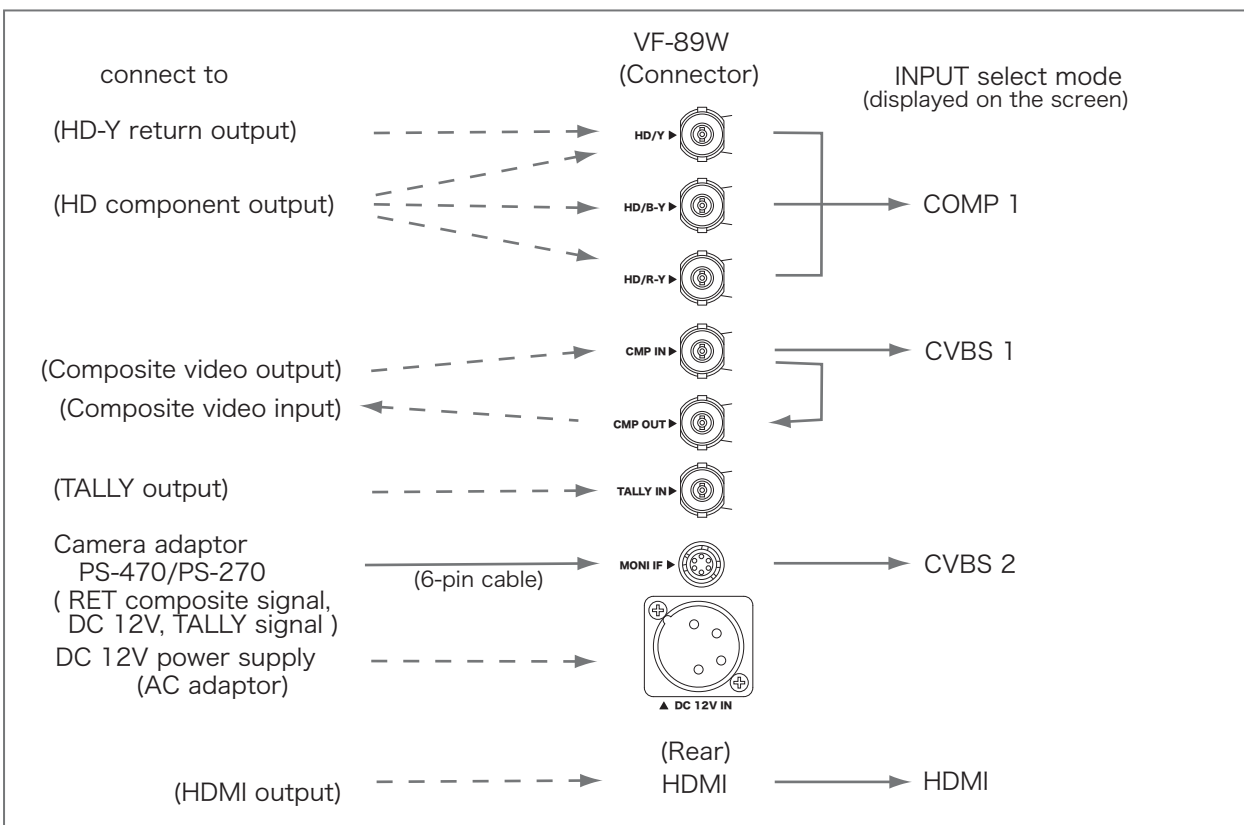 VF-89W
connect to
(Connector)
INPUT select mode
(displayed on the screen)
(HD-Y return output)
HD/Y▶
(HD component output)
HD/B-Y▶
COMP 1
HD/R-Y▶
(Composite video output)
CMP IN▶
CVBS 1
(Composite video input)
CMP OUT▶
(TALLY output)
TALLY IN▶
Camera adaptor
PS-470/PS-270
(6-pin cable)
MONI IF ▶
CVBS 2
( RET composite signal,
DC 12V, TALLY signal )
DC 12V power supply
(AC adaptor)
▲ DC 12V IN
(Rear)
(HDMI output)
HDMI
HDMI